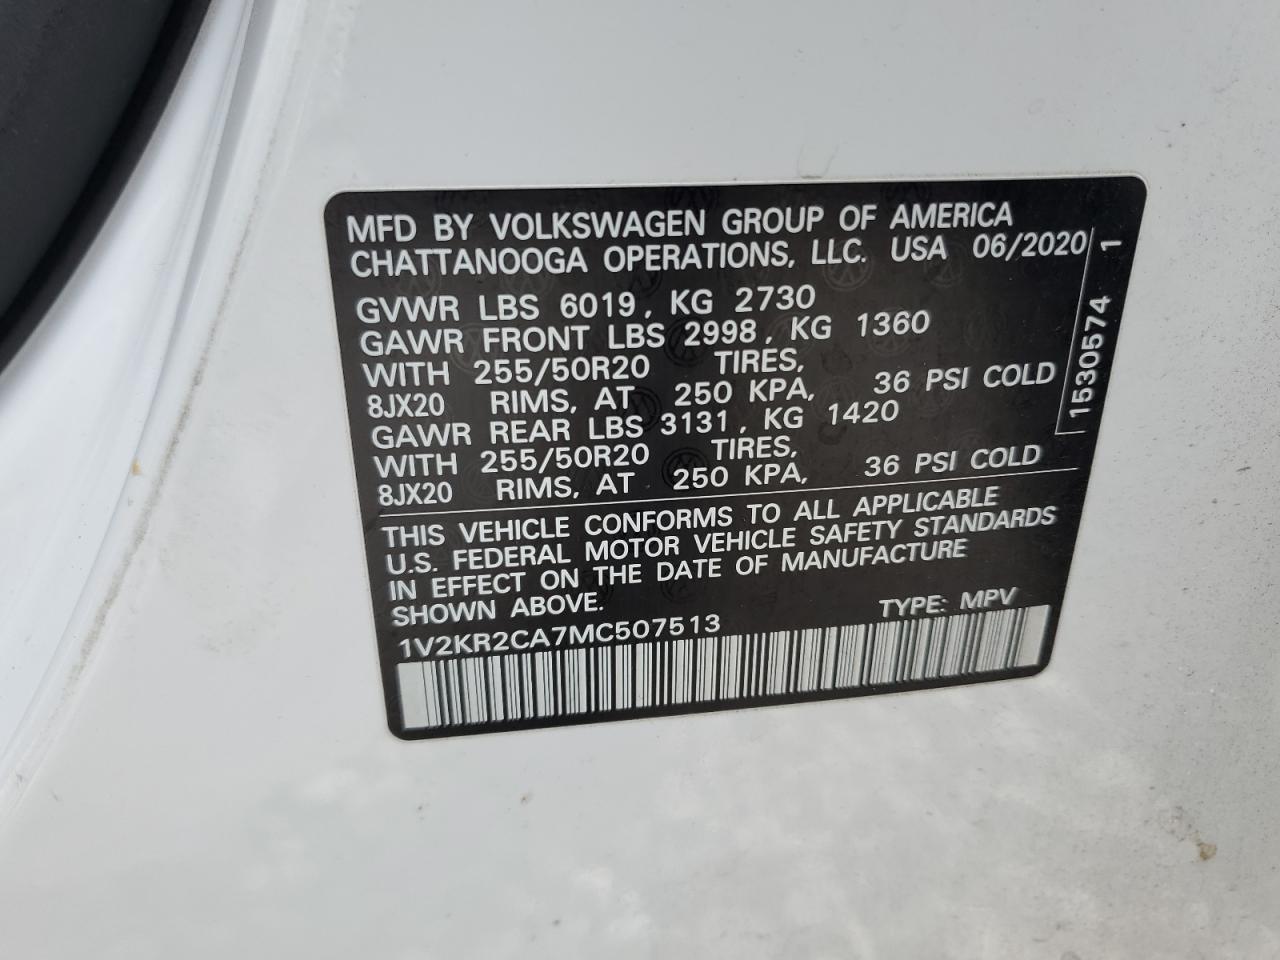 MFD BY VOLKSWAGEN GROUP OF AMERICA
CHATTANOOGA OPERATIONS, LLC. USA 06/2020
GVWR LBS 6019, KG 2730
GAWR FRONT LBS 2998, KG 1360
WITH 255/50R20 TIRES,
8JX20 RIMS, AT 250 KPA, 36 PSI COLD
GAWR REAR LBS 3131, KG 1420
WITH 255/50R20 TIRES,
8JX20 RIMS, AT 250 KPA, 36 PSI COLD
THIS VEHICLE CONFORMS TO ALL APPLICABLE
U.S. FEDERAL MOTOR VEHICLE SAFETY STANDARDS
IN EFFECT ON THE DATE OF MANUFACTURE
SHOWN ABOVE.
TYPE: MPV
1V2KR2CA7MC507513
1530574 1